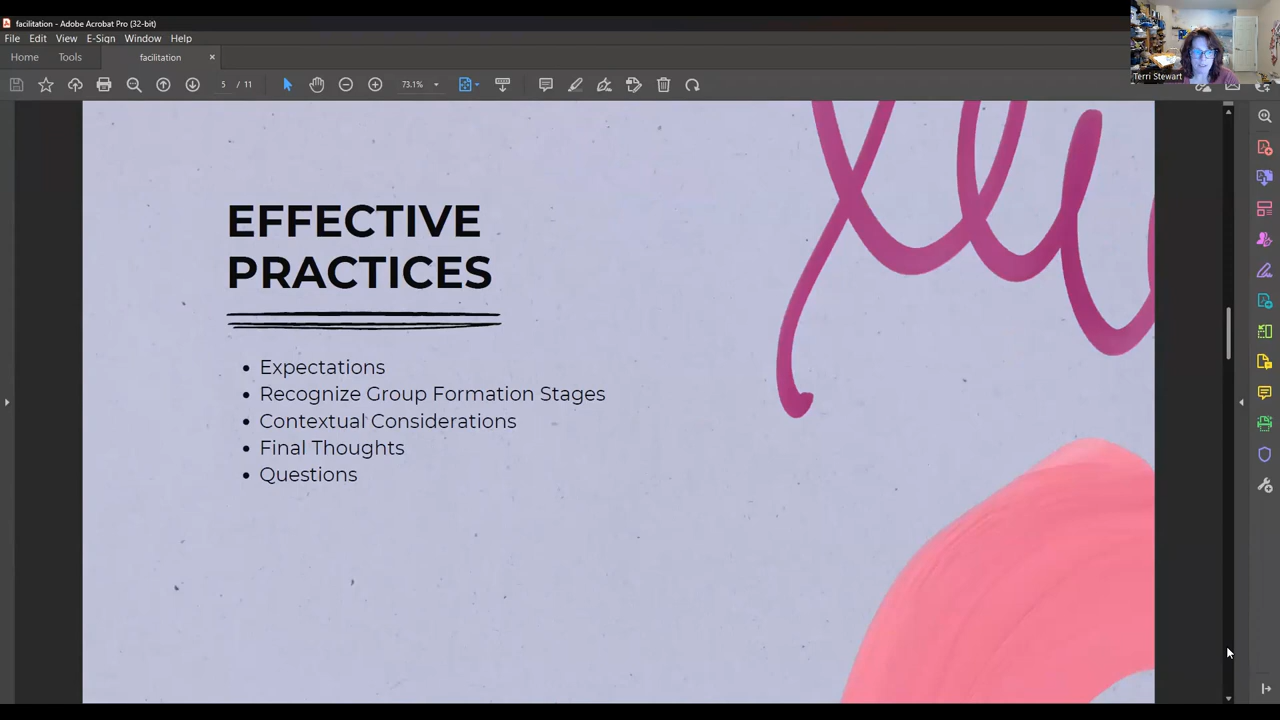 facilitation - Adobe Acrobat Pro (32-bit)
File Edit View E-Sign Window Help
Home Tools facilitation ×
5 / 11 73.1%
Terri Stewart
EFFECTIVE
PRACTICES
• Expectations
• Recognize Group Formation Stages
• Contextual Considerations
• Final Thoughts
• Questions